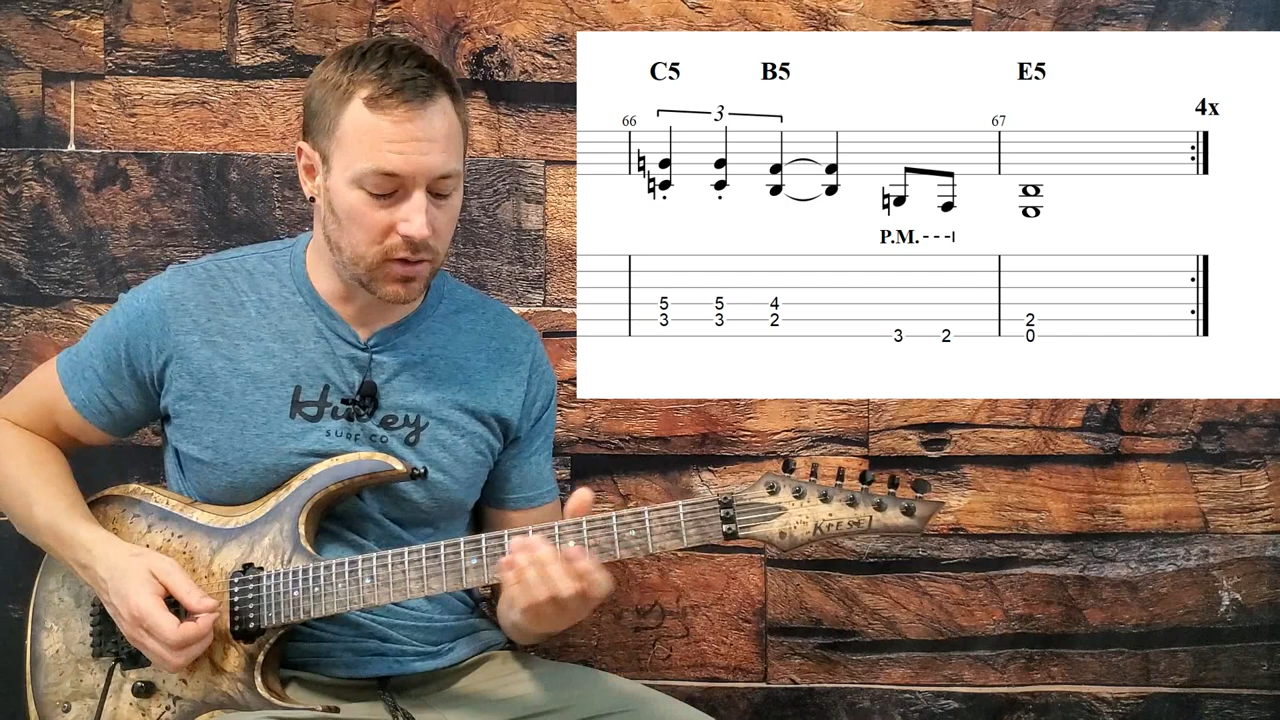 C5 B5 E5
4x
3
66 67
P.M.
5 5 4
3 3 2 2
3 2 0
Hurley
SURF CO
KIESEL